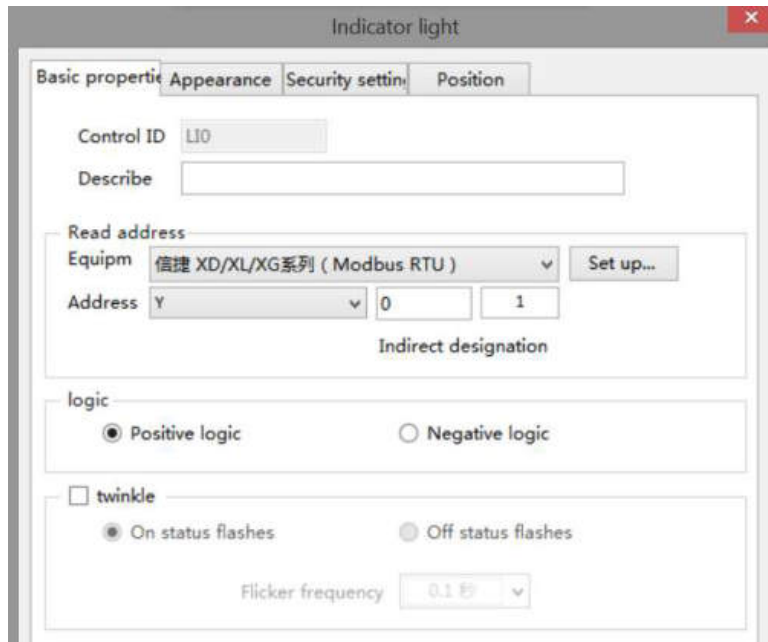 Indicator light
Basic propertie Appearance Security settin Position
Control ID LI0
Describe
Read address
Equipm 信捷 XD/XL/XG系列（Modbus RTU） Set up...
Address Y 0 1
Indirect designation
logic
Positive logic Negative logic
twinkle
On status flashes Off status flashes
Flicker frequency 0.1 秒